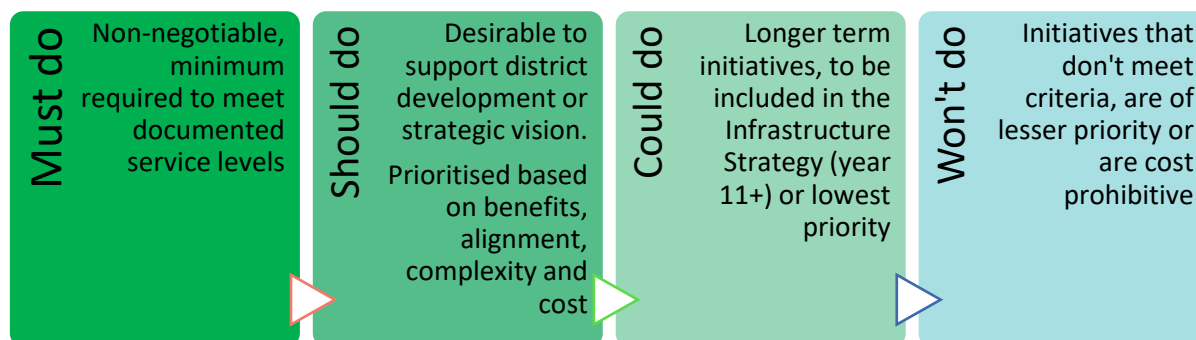 Must do
Non-negotiable,
minimum
required to meet
documented
service levels
Should do
Desirable to
support district
development or
strategic vision.
Prioritised based
on benefits,
alignment,
complexity and
cost
Could do
Longer term
initiatives, to be
included in the
Infrastructure
Strategy (year
11+) or lowest
priority
Won't do
Initiatives that
don't meet
criteria, are of
lesser priority or
are cost
prohibitive